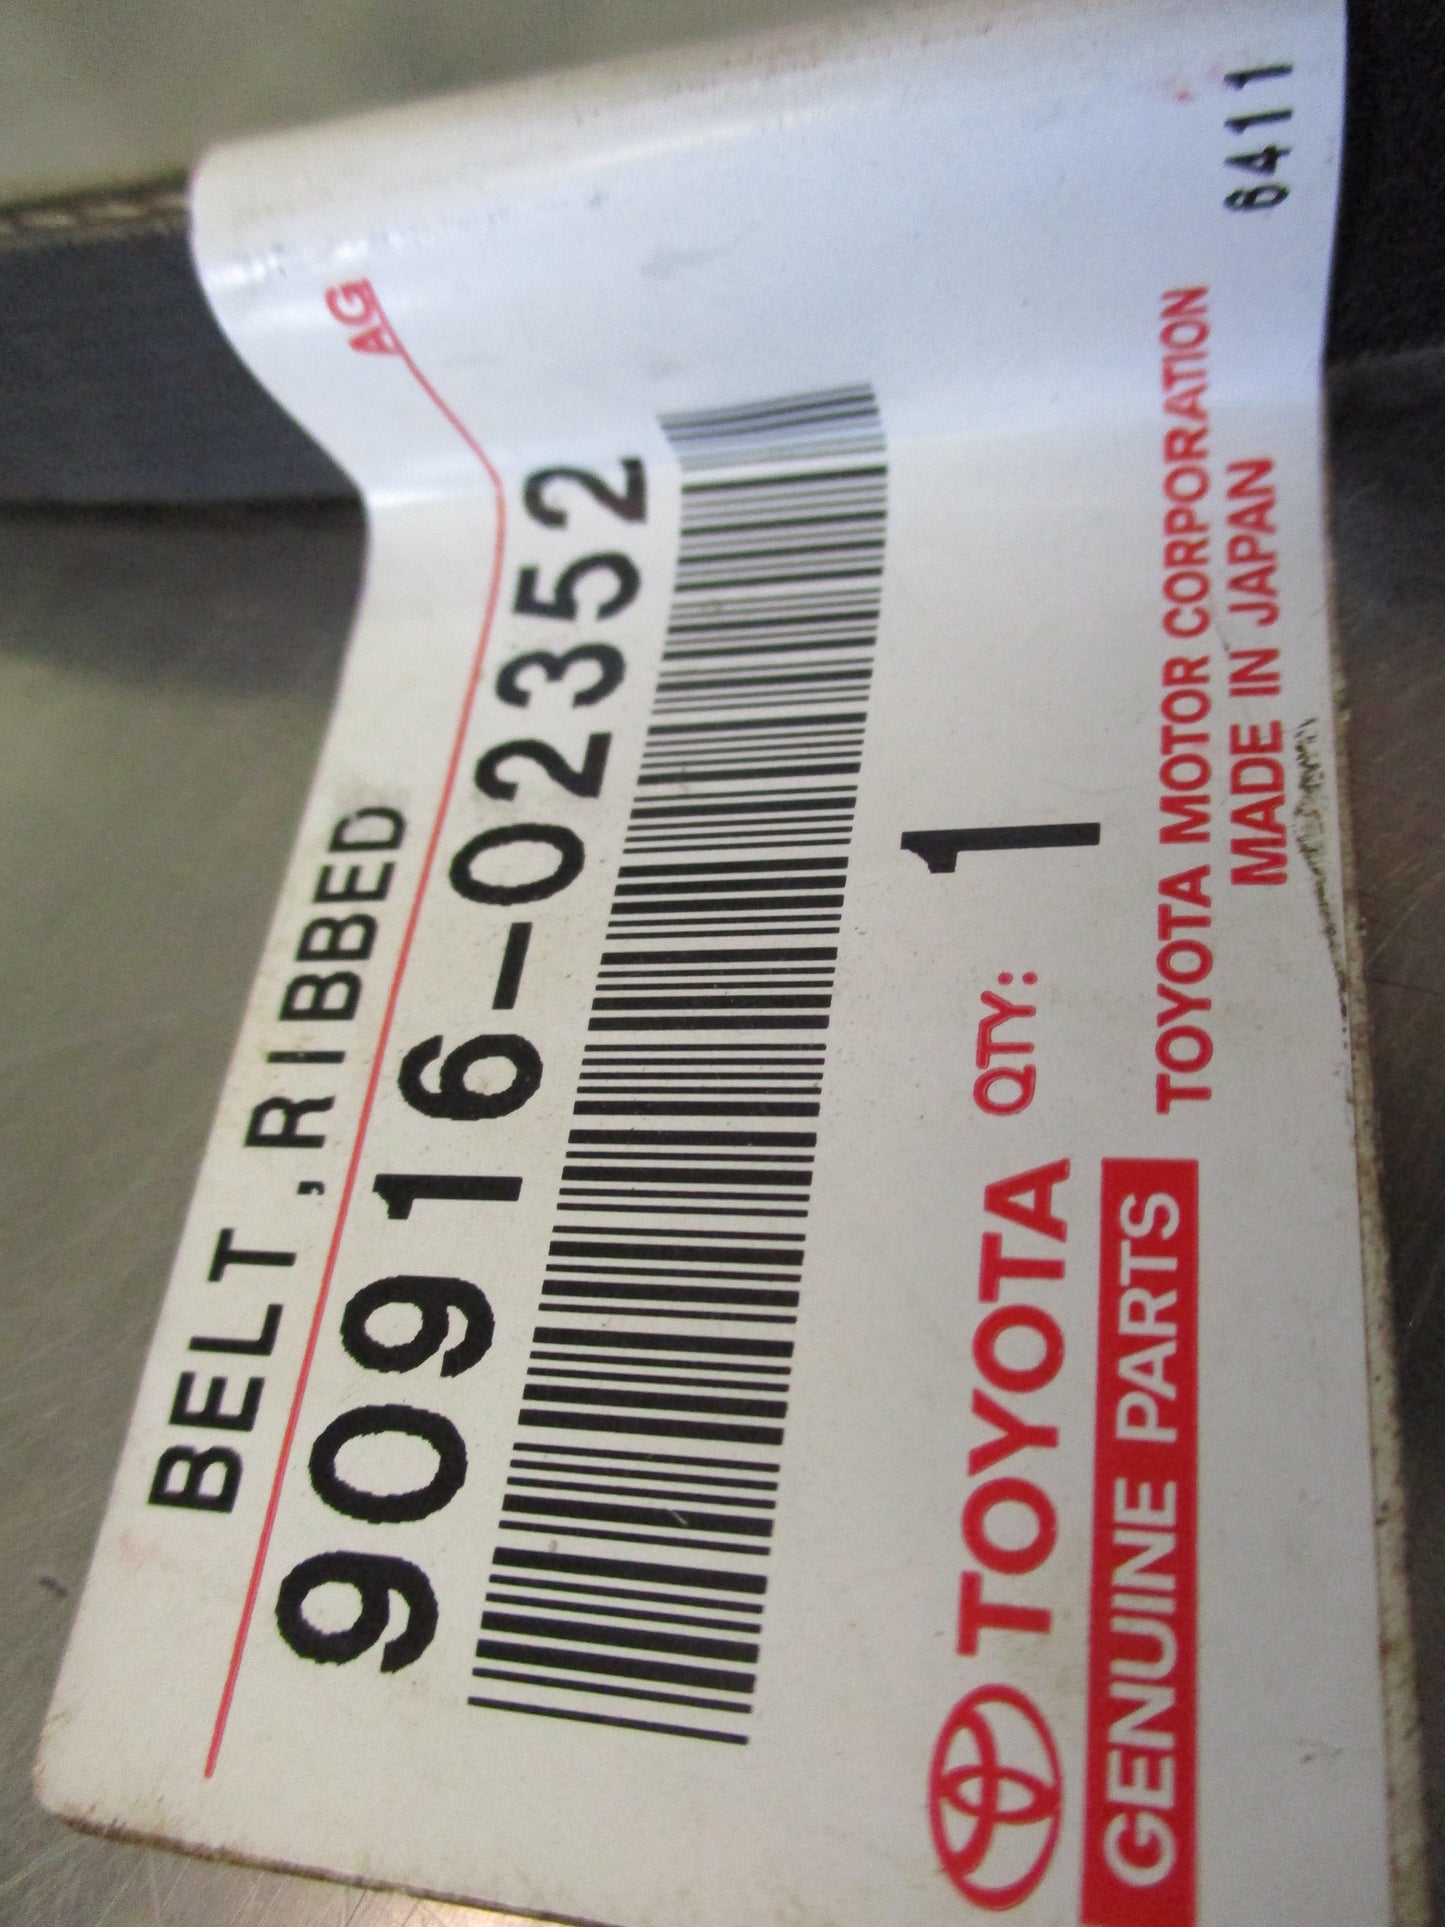 BELT ,RIBBED
AG
90916-02352
TOYOTA QTY: 1
GENUINE PARTS
TOYOTA MOTOR CORPORATION
MADE IN JAPAN
6411